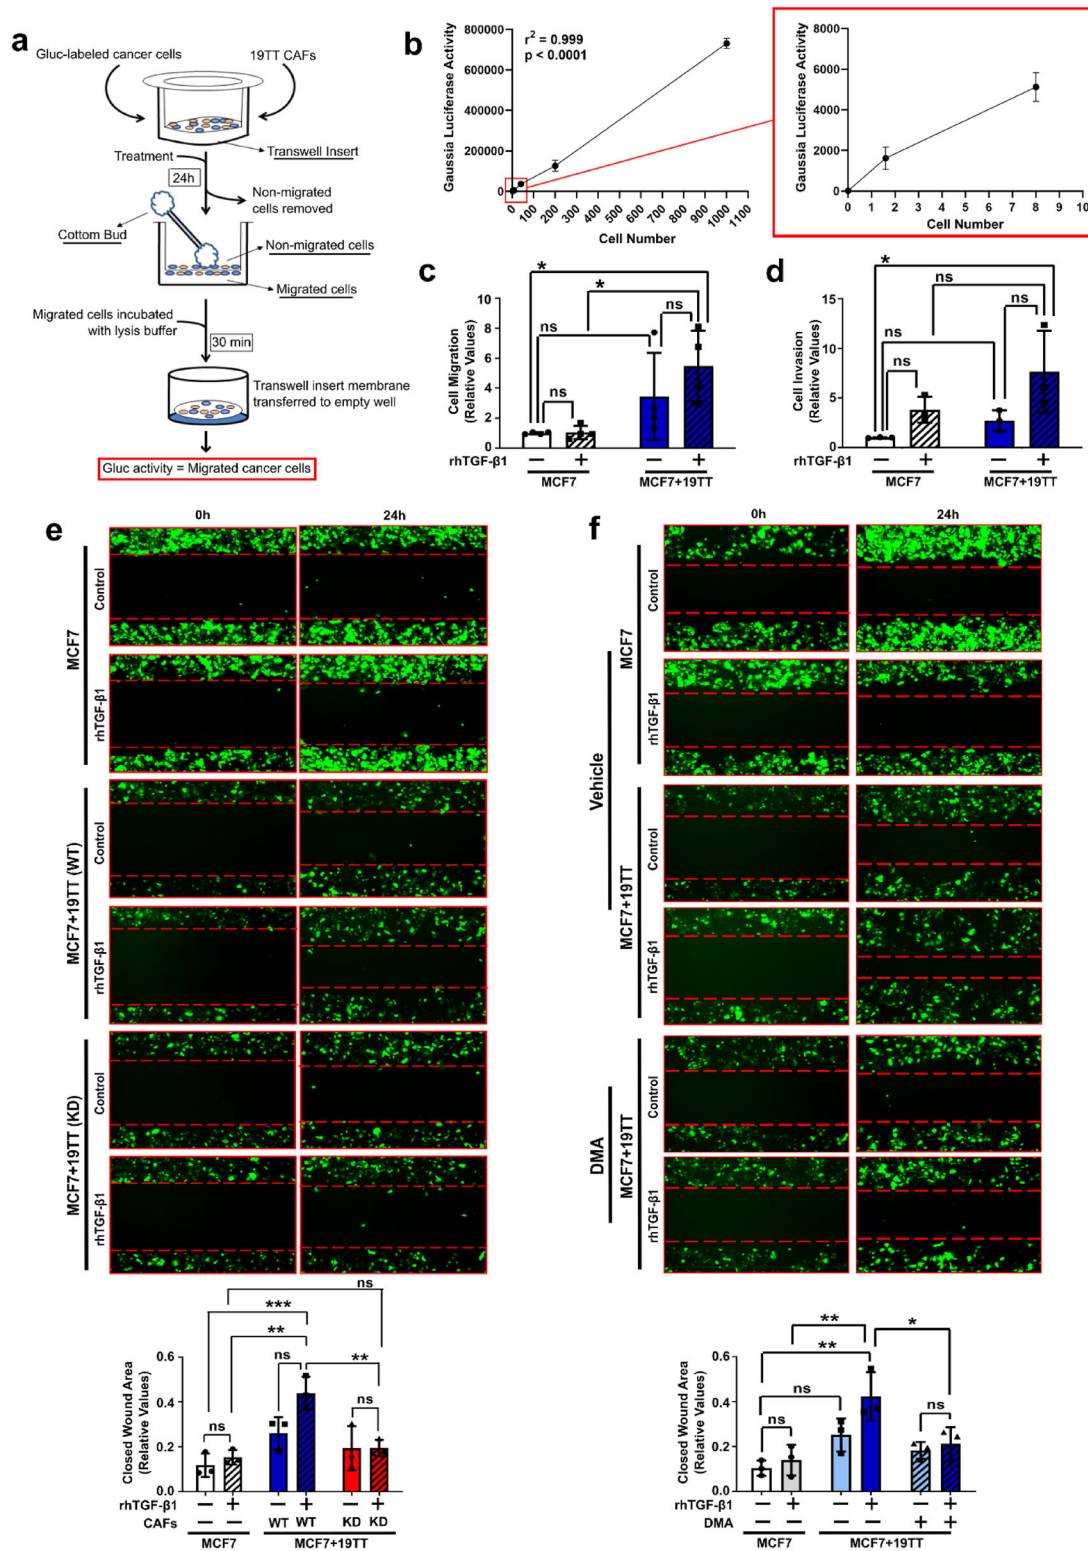 a
Gluc-labeled cancer cells
19TT CAFs
Transwell Insert
Treatment
24h
Non-migrated
cells removed
Cottom Bud
Non-migrated cells
Migrated cells
Migrated cells incubated
with lysis buffer
30 min
Transwell insert membrane
transferred to empty well
Gluc activity = Migrated cancer cells
b
Gaussia Luciferase Activity
800000
600000
400000
200000
0
r² = 0.999
p < 0.0001
0 100 200 300 400 500 600 700 800 900 1000 1100
Cell Number
Gaussia Luciferase Activity
8000
6000
4000
2000
0
0 1 2 3 4 5 6 7 8 9 10
Cell Number
c
Cell Migration
(Relative Values)
10
8
6
4
2
0
*
*
ns
ns
ns
rhTGF-β1 — + — +
MCF7 MCF7+19TT
d
Cell Invasion
(Relative Values)
15
10
5
0
*
ns
ns
ns
ns
rhTGF-β1 — + — +
MCF7 MCF7+19TT
e
0h 24h
MCF7
Control
rhTGF-β1
MCF7+19TT (WT)
Control
rhTGF-β1
MCF7+19TT (KD)
Control
rhTGF-β1
Closed Wound Area
(Relative Values)
0.6
0.4
0.2
0.0
ns
***
**
ns
**
ns
ns
rhTGF-β1 — + — + — +
CAFs WT WT KD KD
MCF7 MCF7+19TT
f
0h 24h
Vehicle
MCF7
Control
rhTGF-β1
MCF7+19TT
Control
rhTGF-β1
DMA
MCF7+19TT
Control
rhTGF-β1
Closed Wound Area
(Relative Values)
0.6
0.4
0.2
0.0
**
*
**
ns
ns
ns
rhTGF-β1 — + — + — +
DMA — — — — + +
MCF7 MCF7+19TT